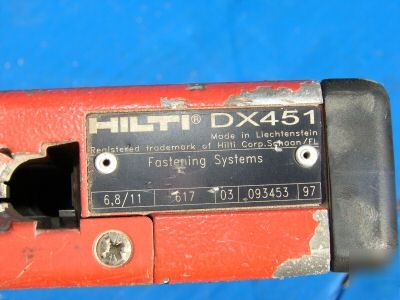 HILTI® DX451
Made in Liechtenstein
Registered trademark of Hilti Corp.Schaan/FL
Fastening Systems
6,8/11 617 03 093453 97